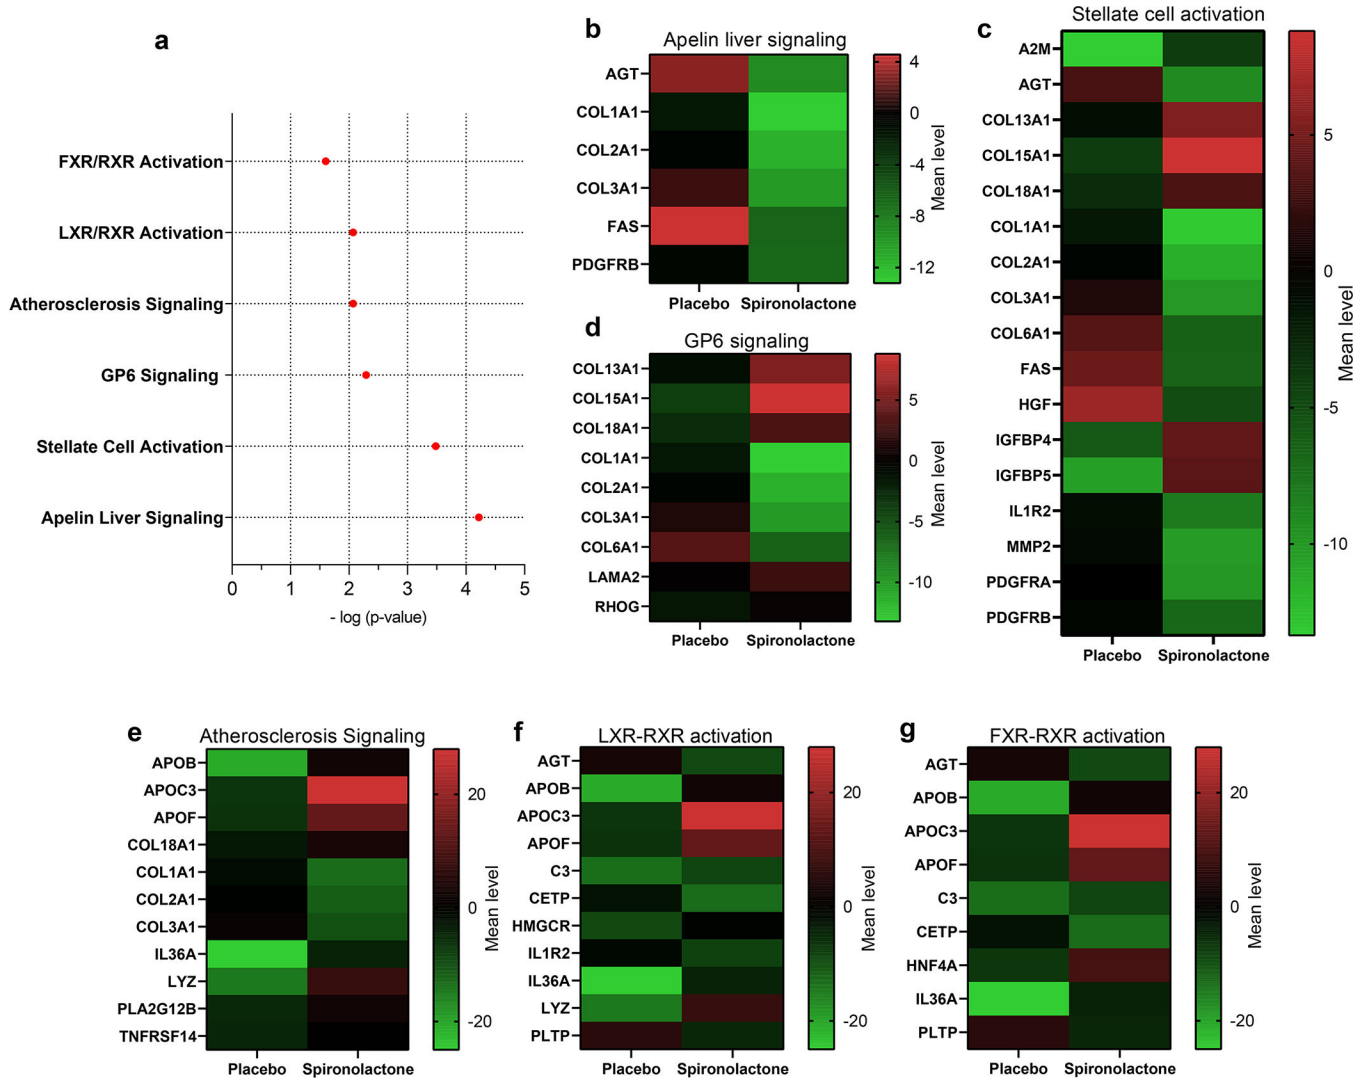 a
FXR/RXR Activation
LXR/RXR Activation
Atherosclerosis Signaling
GP6 Signaling
Stellate Cell Activation
Apelin Liver Signaling
0 1 2 3 4 5
- log (p-value)
b
Apelin liver signaling
AGT
COL1A1
COL2A1
COL3A1
FAS
PDGFRB
Placebo Spironolactone
4
0
-4
-8
-12
Mean level
c
Stellate cell activation
A2M
AGT
COL13A1
COL15A1
COL18A1
COL1A1
COL2A1
COL3A1
COL6A1
FAS
HGF
IGFBP4
IGFBP5
IL1R2
MMP2
PDGFRA
PDGFRB
Placebo Spironolactone
5
0
-5
-10
Mean level
d
GP6 signaling
COL13A1
COL15A1
COL18A1
COL1A1
COL2A1
COL3A1
COL6A1
LAMA2
RHOG
Placebo Spironolactone
5
0
-5
-10
Mean level
e
Atherosclerosis Signaling
APOB
APOC3
APOF
COL18A1
COL1A1
COL2A1
COL3A1
IL36A
LYZ
PLA2G12B
TNFRSF14
Placebo Spironolactone
20
0
-20
Mean level
f
LXR-RXR activation
AGT
APOB
APOC3
APOF
C3
CETP
HMGCR
IL1R2
IL36A
LYZ
PLTP
Placebo Spironolactone
20
0
-20
Mean level
g
FXR-RXR activation
AGT
APOB
APOC3
APOF
C3
CETP
HNF4A
IL36A
PLTP
Placebo Spironolactone
20
0
-20
Mean level